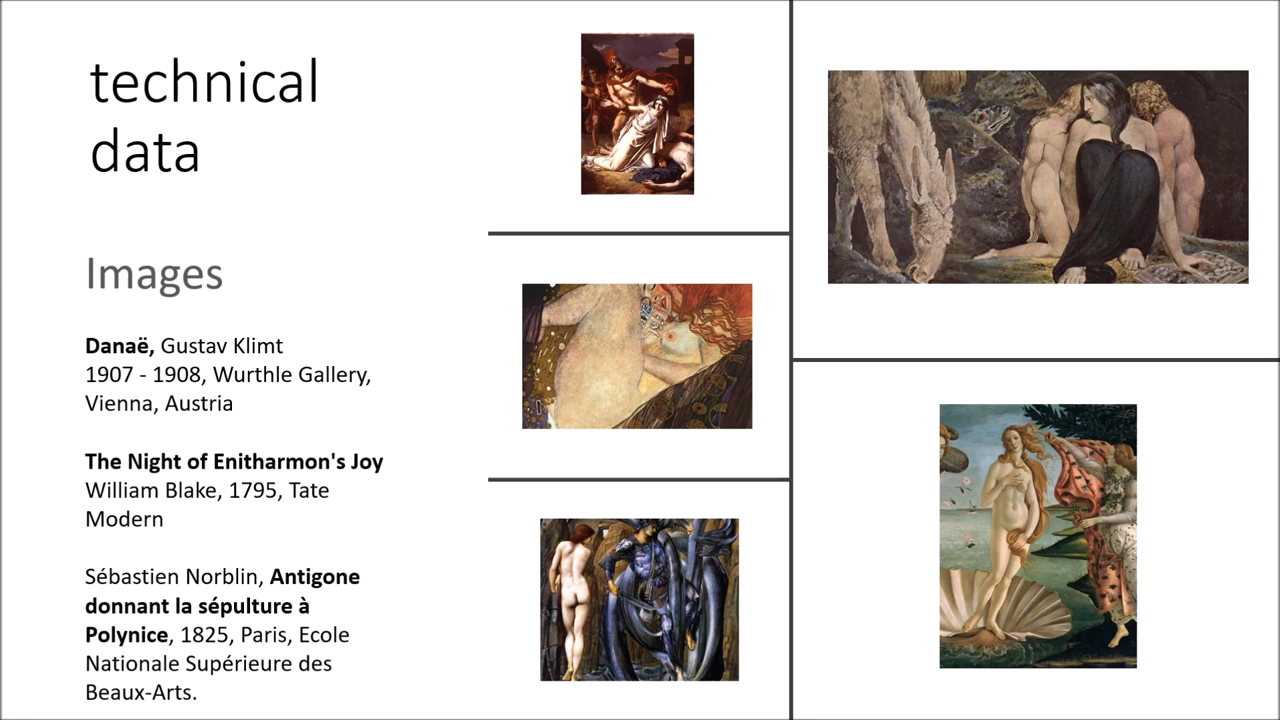 technical
data
Images
Danaë, Gustav Klimt
1907 - 1908, Wurthle Gallery,
Vienna, Austria
The Night of Enitharmon's Joy
William Blake, 1795, Tate
Modern
Sébastien Norblin, Antigone
donnant la sépulture à
Polynice, 1825, Paris, Ecole
Nationale Supérieure des
Beaux-Arts.